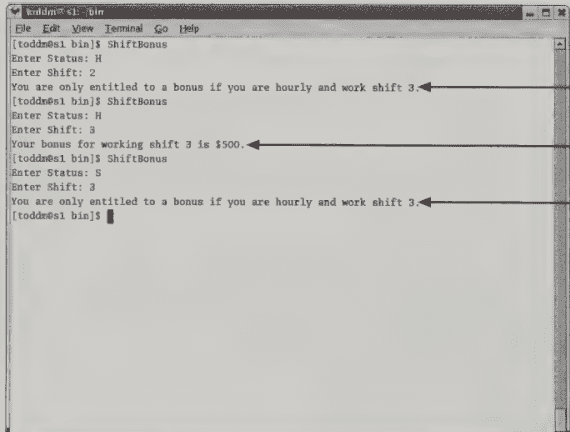 toddm@s1:~/bin
File Edit View Terminal Go Help
[toddm@s1 bin]$ ShiftBonus
Enter Status: H
Enter Shift: 2
You are only entitled to a bonus if you are hourly and work shift 3.
[toddm@s1 bin]$ ShiftBonus
Enter Status: H
Enter Shift: 3
Your bonus for working shift 3 is $500.
[toddm@s1 bin]$ ShiftBonus
Enter Status: S
Enter Shift: 3
You are only entitled to a bonus if you are hourly and work shift 3.
[toddm@s1 bin]$